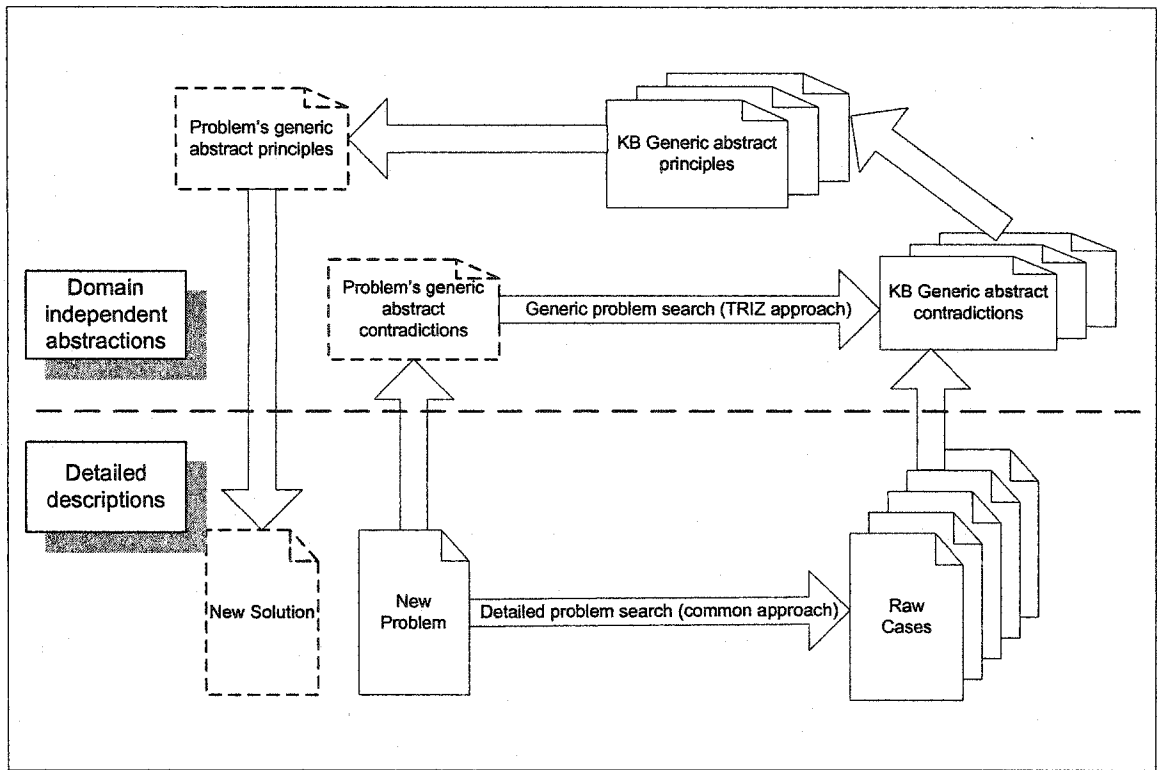 Problem's generic
abstract principles
KB Generic abstract
principles
Domain
independent
abstractions
Problem's generic
abstract
contradictions
Generic problem search (TRIZ approach)
KB Generic abstract
contradictions
Detailed
descriptions
New Solution
New
Problem
Detailed problem search (common approach)
Raw
Cases